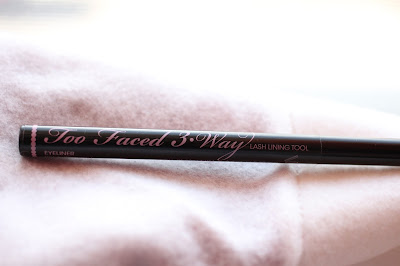 Too Faced 3•Way LASH LINING TOOL
EYELINER